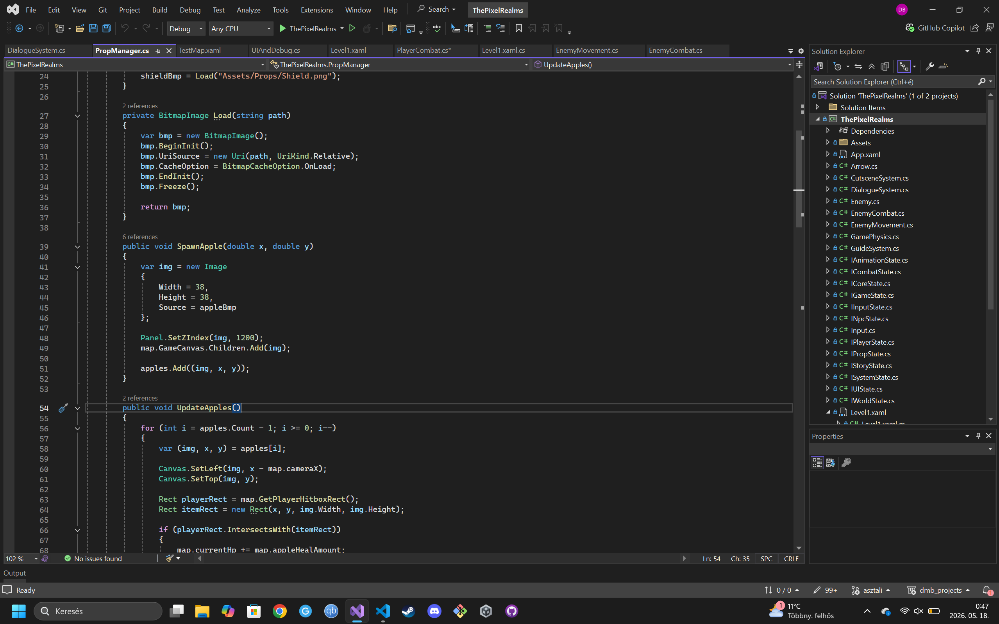 File Edit View Git Project Build Debug Test Analyze Tools Extensions Window Help Search ThePixelRealms DB
Debug Any CPU ThePixelRealms GitHub Copilot
DialogueSystem.cs PropManager.cs TestMap.xaml UIAndDebug.cs Level1.xaml PlayerCombat.cs* Level1.xaml.cs EnemyMovement.cs EnemyCombat.cs
ThePixelRealms ThePixelRealms.PropManager UpdateApples()
24 shieldBmp = Load("Assets/Props/Shield.png");
25 }
26
2 references
27 private BitmapImage Load(string path)
28 {
29 var bmp = new BitmapImage();
30 bmp.BeginInit();
31 bmp.UriSource = new Uri(path, UriKind.Relative);
32 bmp.CacheOption = BitmapCacheOption.OnLoad;
33 bmp.EndInit();
34 bmp.Freeze();
35
36 return bmp;
37 }
38
6 references
39 public void SpawnApple(double x, double y)
40 {
41 var img = new Image
42 {
43 Width = 38,
44 Height = 38,
45 Source = appleBmp
46 };
47
48 Panel.SetZIndex(img, 1200);
49 map.GameCanvas.Children.Add(img);
50
51 apples.Add((img, x, y));
52 }
53
2 references
54 public void UpdateApples()
55 {
56 for (int i = apples.Count - 1; i >= 0; i--)
57 {
58 var (img, x, y) = apples[i];
59
60 Canvas.SetLeft(img, x - map.cameraX);
61 Canvas.SetTop(img, y);
62
63 Rect playerRect = map.GetPlayerHitboxRect();
64 Rect itemRect = new Rect(x, y, img.Width, img.Height);
65
66 if (playerRect.IntersectsWith(itemRect))
67 {
68 map.currentHp += map.appleHealAmount;
102 % No issues found Ln: 54 Ch: 35 SPC CRLF
Solution Explorer
Search Solution Explorer (Ctrl+é)
Solution 'ThePixelRealms' (1 of 2 projects)
Solution Items
ThePixelRealms
Dependencies
Assets
App.xaml
C# Arrow.cs
C# CutsceneSystem.cs
C# DialogueSystem.cs
C# Enemy.cs
C# EnemyCombat.cs
C# EnemyMovement.cs
C# GamePhysics.cs
C# GuideSystem.cs
C# IAnimationState.cs
C# ICombatState.cs
C# ICoreState.cs
C# IGameState.cs
C# IInputState.cs
C# INpcState.cs
C# Input.cs
C# IPlayerState.cs
C# IPropState.cs
C# IStoryState.cs
C# ISystemState.cs
C# IUIState.cs
C# IWorldState.cs
Level1.xaml
C# Level1.xaml.cs
Properties
Output
Ready 0 / 0 99+ asztali dmb_projects 1
Keresés
1 11°C
Többny. felhős
0:47
2026. 05. 18.